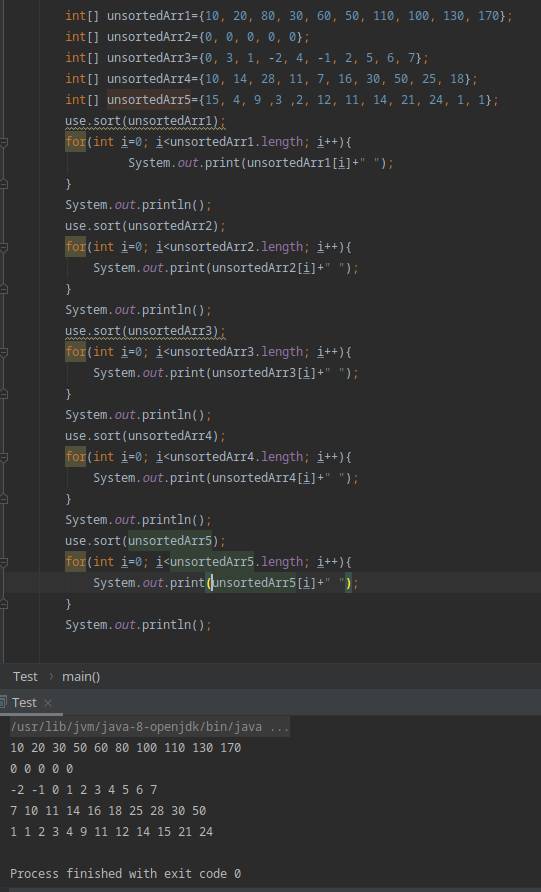 int[] unsortedArr1={10, 20, 80, 30, 60, 50, 110, 100, 130, 170};
int[] unsortedArr2={0, 0, 0, 0, 0};
int[] unsortedArr3={0, 3, 1, -2, 4, -1, 2, 5, 6, 7};
int[] unsortedArr4={10, 14, 28, 11, 7, 16, 30, 50, 25, 18};
int[] unsortedArr5={15, 4, 9 ,3 ,2, 12, 11, 14, 21, 24, 1, 1};
use.sort(unsortedArr1);
for(int i=0; i<unsortedArr1.length; i++){
System.out.print(unsortedArr1[i]+" ");
}
System.out.println();
use.sort(unsortedArr2);
for(int i=0; i<unsortedArr2.length; i++){
System.out.print(unsortedArr2[i]+" ");
}
System.out.println();
use.sort(unsortedArr3);
for(int i=0; i<unsortedArr3.length; i++){
System.out.print(unsortedArr3[i]+" ");
}
System.out.println();
use.sort(unsortedArr4);
for(int i=0; i<unsortedArr4.length; i++){
System.out.print(unsortedArr4[i]+" ");
}
System.out.println();
use.sort(unsortedArr5);
for(int i=0; i<unsortedArr5.length; i++){
System.out.print(unsortedArr5[i]+" ");
}
System.out.println();
Test › main()
Test ×
/usr/lib/jvm/java-8-openjdk/bin/java ...
10 20 30 50 60 80 100 110 130 170
0 0 0 0 0
-2 -1 0 1 2 3 4 5 6 7
7 10 11 14 16 18 25 28 30 50
1 1 2 3 4 9 11 12 14 15 21 24
Process finished with exit code 0